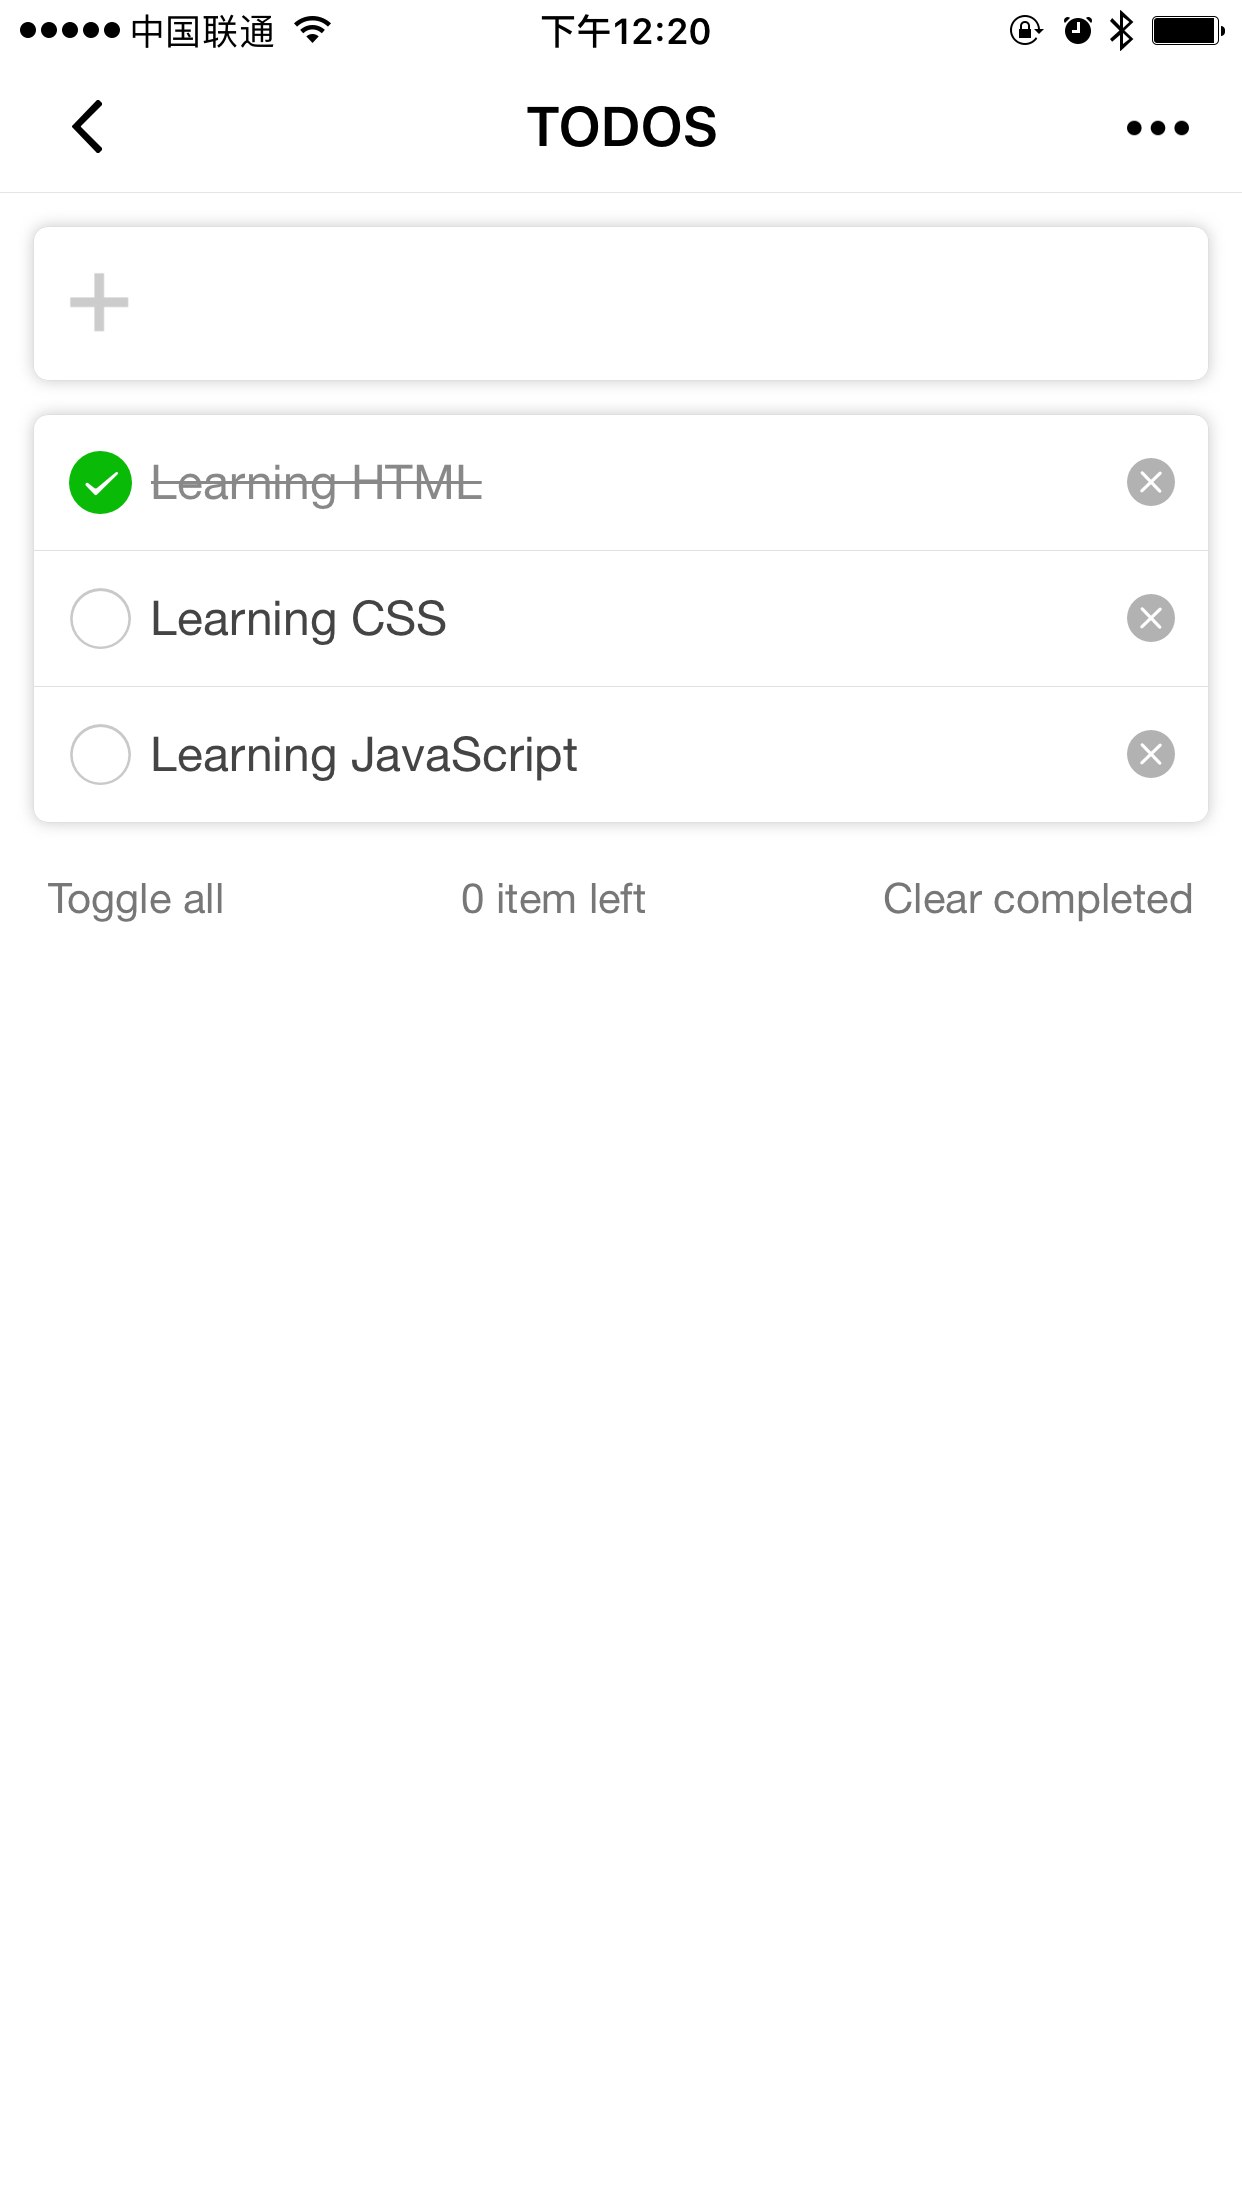 中国联通 下午12:20
TODOS
Learning HTML
Learning CSS
Learning JavaScript
Toggle all 0 item left Clear completed